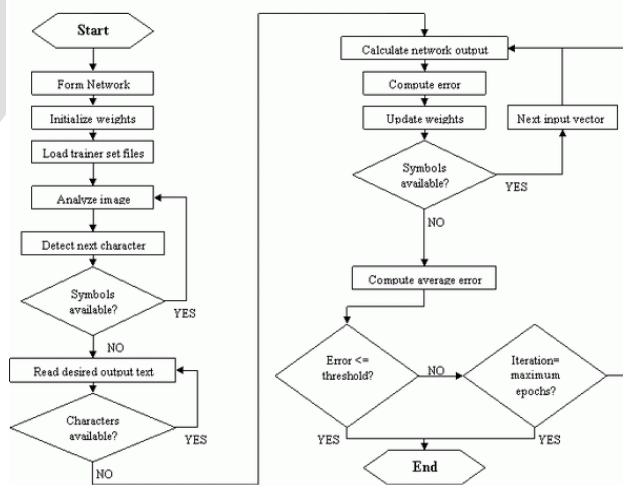 Start
Form Network
Initialize weights
Load trainer set files
Analyze image
Detect next character
Symbols
available?
YES
NO
Read desired output text
Characters
available?
YES
NO
Calculate network output
Compute error
Update weights
Next input vector
Symbols
available?
YES
NO
Compute average error
Error <=
threshold?
NO
Iteration=
maximum
epochs?
YES
YES
End